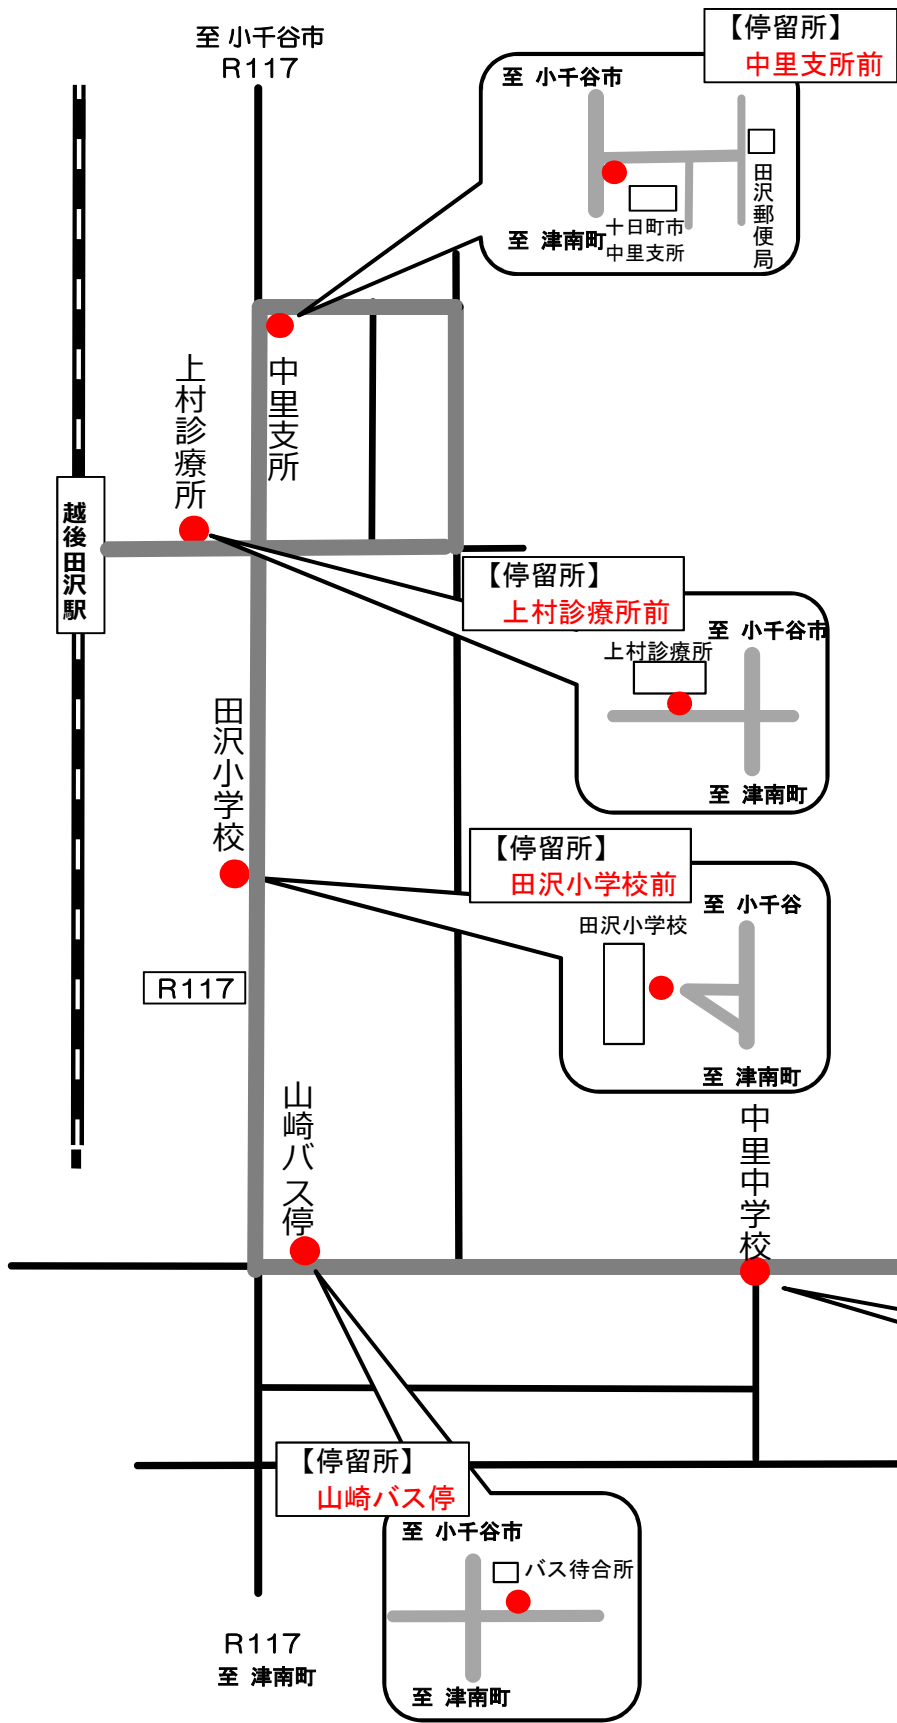 至 小千谷市
R117
【停留所】
中里支所前
至 小千谷市
田沢郵便局
十日町市
中里支所
至 津南町
上村診療所
中里支所
越後田沢駅
【停留所】
上村診療所前
至 小千谷市
上村診療所
至 津南町
田沢小学校
【停留所】
田沢小学校前
至 小千谷
田沢小学校
至 津南町
R117
山崎バス停
中里中学校
【停留所】
山崎バス停
至 小千谷市
バス待合所
至 津南町
R117
至 津南町